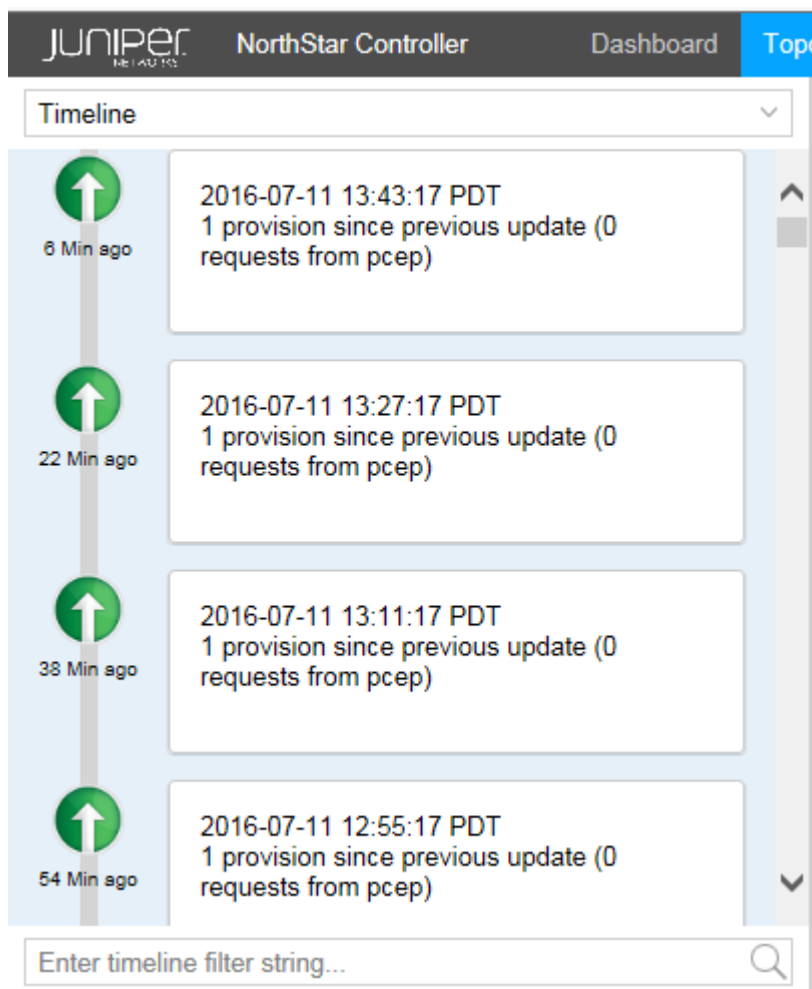 JUNIPER NETWORKS NorthStar Controller Dashboard Topo
Timeline
2016-07-11 13:43:17 PDT
1 provision since previous update (0
requests from pcep)
6 Min ago
2016-07-11 13:27:17 PDT
1 provision since previous update (0
requests from pcep)
22 Min ago
2016-07-11 13:11:17 PDT
1 provision since previous update (0
requests from pcep)
38 Min ago
2016-07-11 12:55:17 PDT
1 provision since previous update (0
requests from pcep)
54 Min ago
Enter timeline filter string...